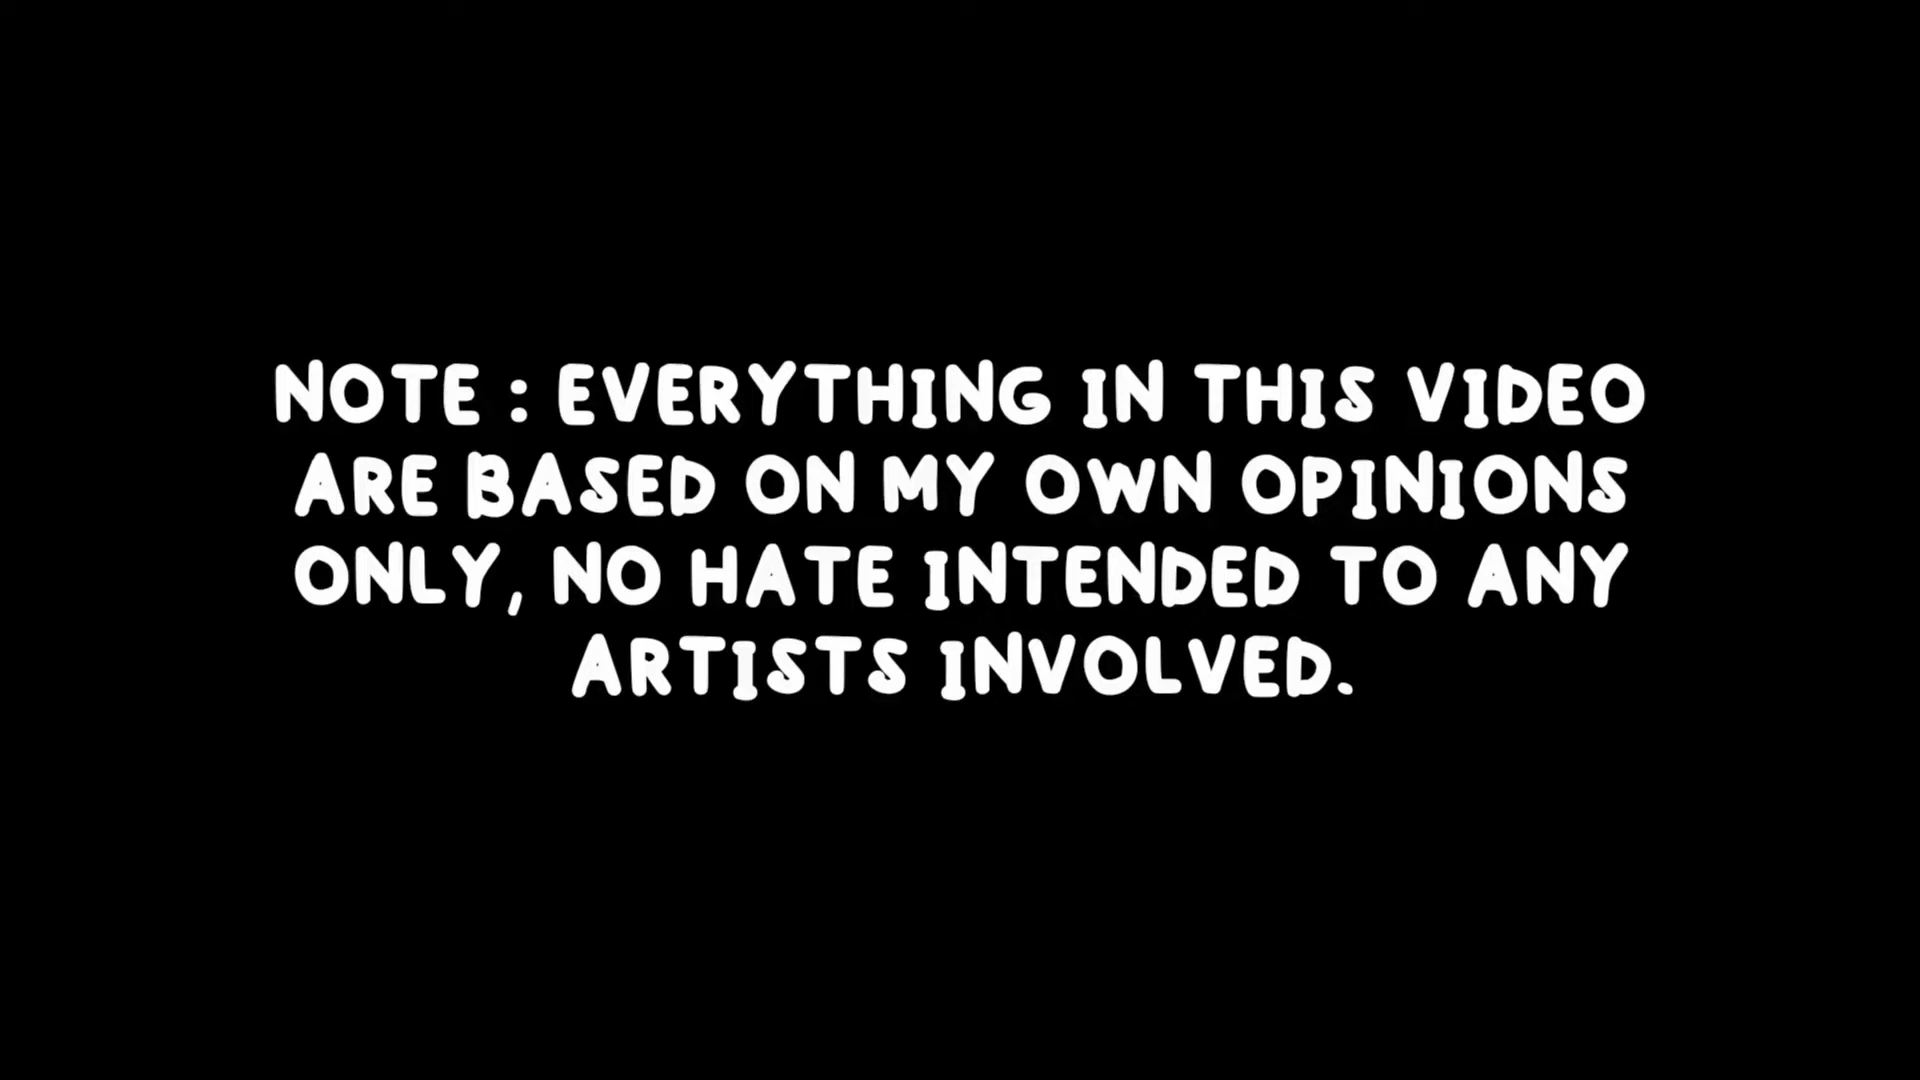 NOTE : EVERYTHING IN THIS VIDEO
ARE BASED ON MY OWN OPINIONS
ONLY, NO HATE INTENDED TO ANY
ARTISTS INVOLVED.